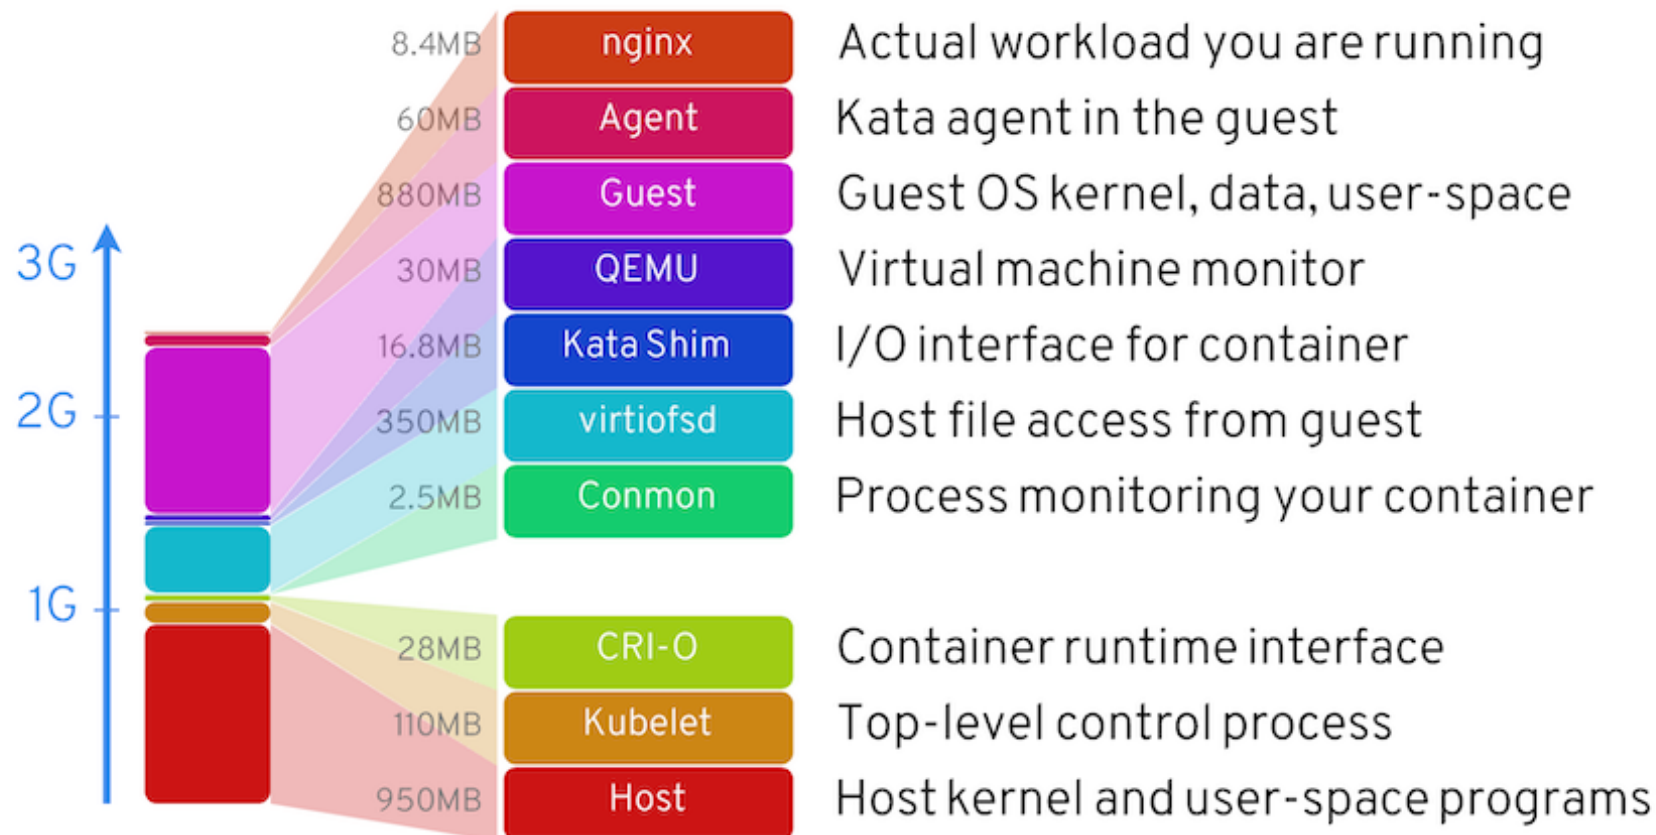 8.4MB nginx Actual workload you are running
60MB Agent Kata agent in the guest
880MB Guest Guest OS kernel, data, user-space
3G
30MB QEMU Virtual machine monitor
16.8MB Kata Shim I/O interface for container
2G
350MB virtiofsd Host file access from guest
2.5MB Conmon Process monitoring your container
1G
28MB CRI-O Container runtime interface
110MB Kubelet Top-level control process
950MB Host Host kernel and user-space programs